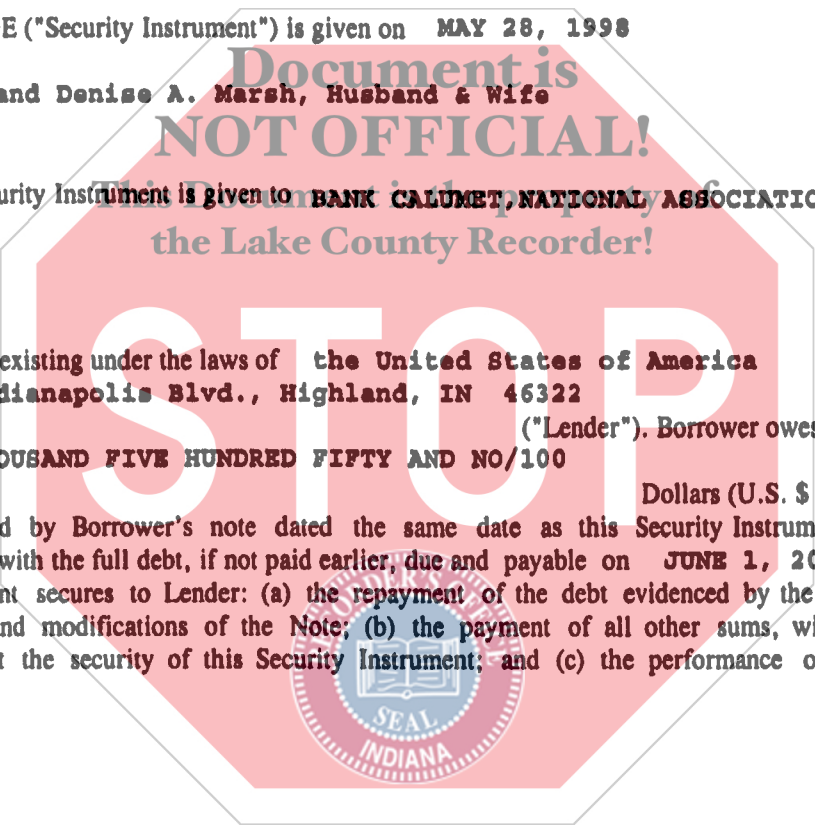 E ("Security Instrument") is given on MAY 28, 1998
Document is
and Denise A. Marsh, Husband & Wife
NOT OFFICIAL!
urity Instrument is given to BANK CALUMET, NATIONAL ASSOCIATIO
This Document is the property of
the Lake County Recorder!
STOP
existing under the laws of the United States of America
dianapolis Blvd., Highland, IN 46322
("Lender"). Borrower owes
OUSAND FIVE HUNDRED FIFTY AND NO/100
Dollars (U.S. $
d by Borrower's note dated the same date as this Security Instrum
with the full debt, if not paid earlier, due and payable on JUNE 1, 20
nt secures to Lender: (a) the repayment of the debt evidenced by the
nd modifications of the Note; (b) the payment of all other sums, wi
t the security of this Security Instrument; and (c) the performance o
ORDER'S OFFICE
SEAL
INDIANA